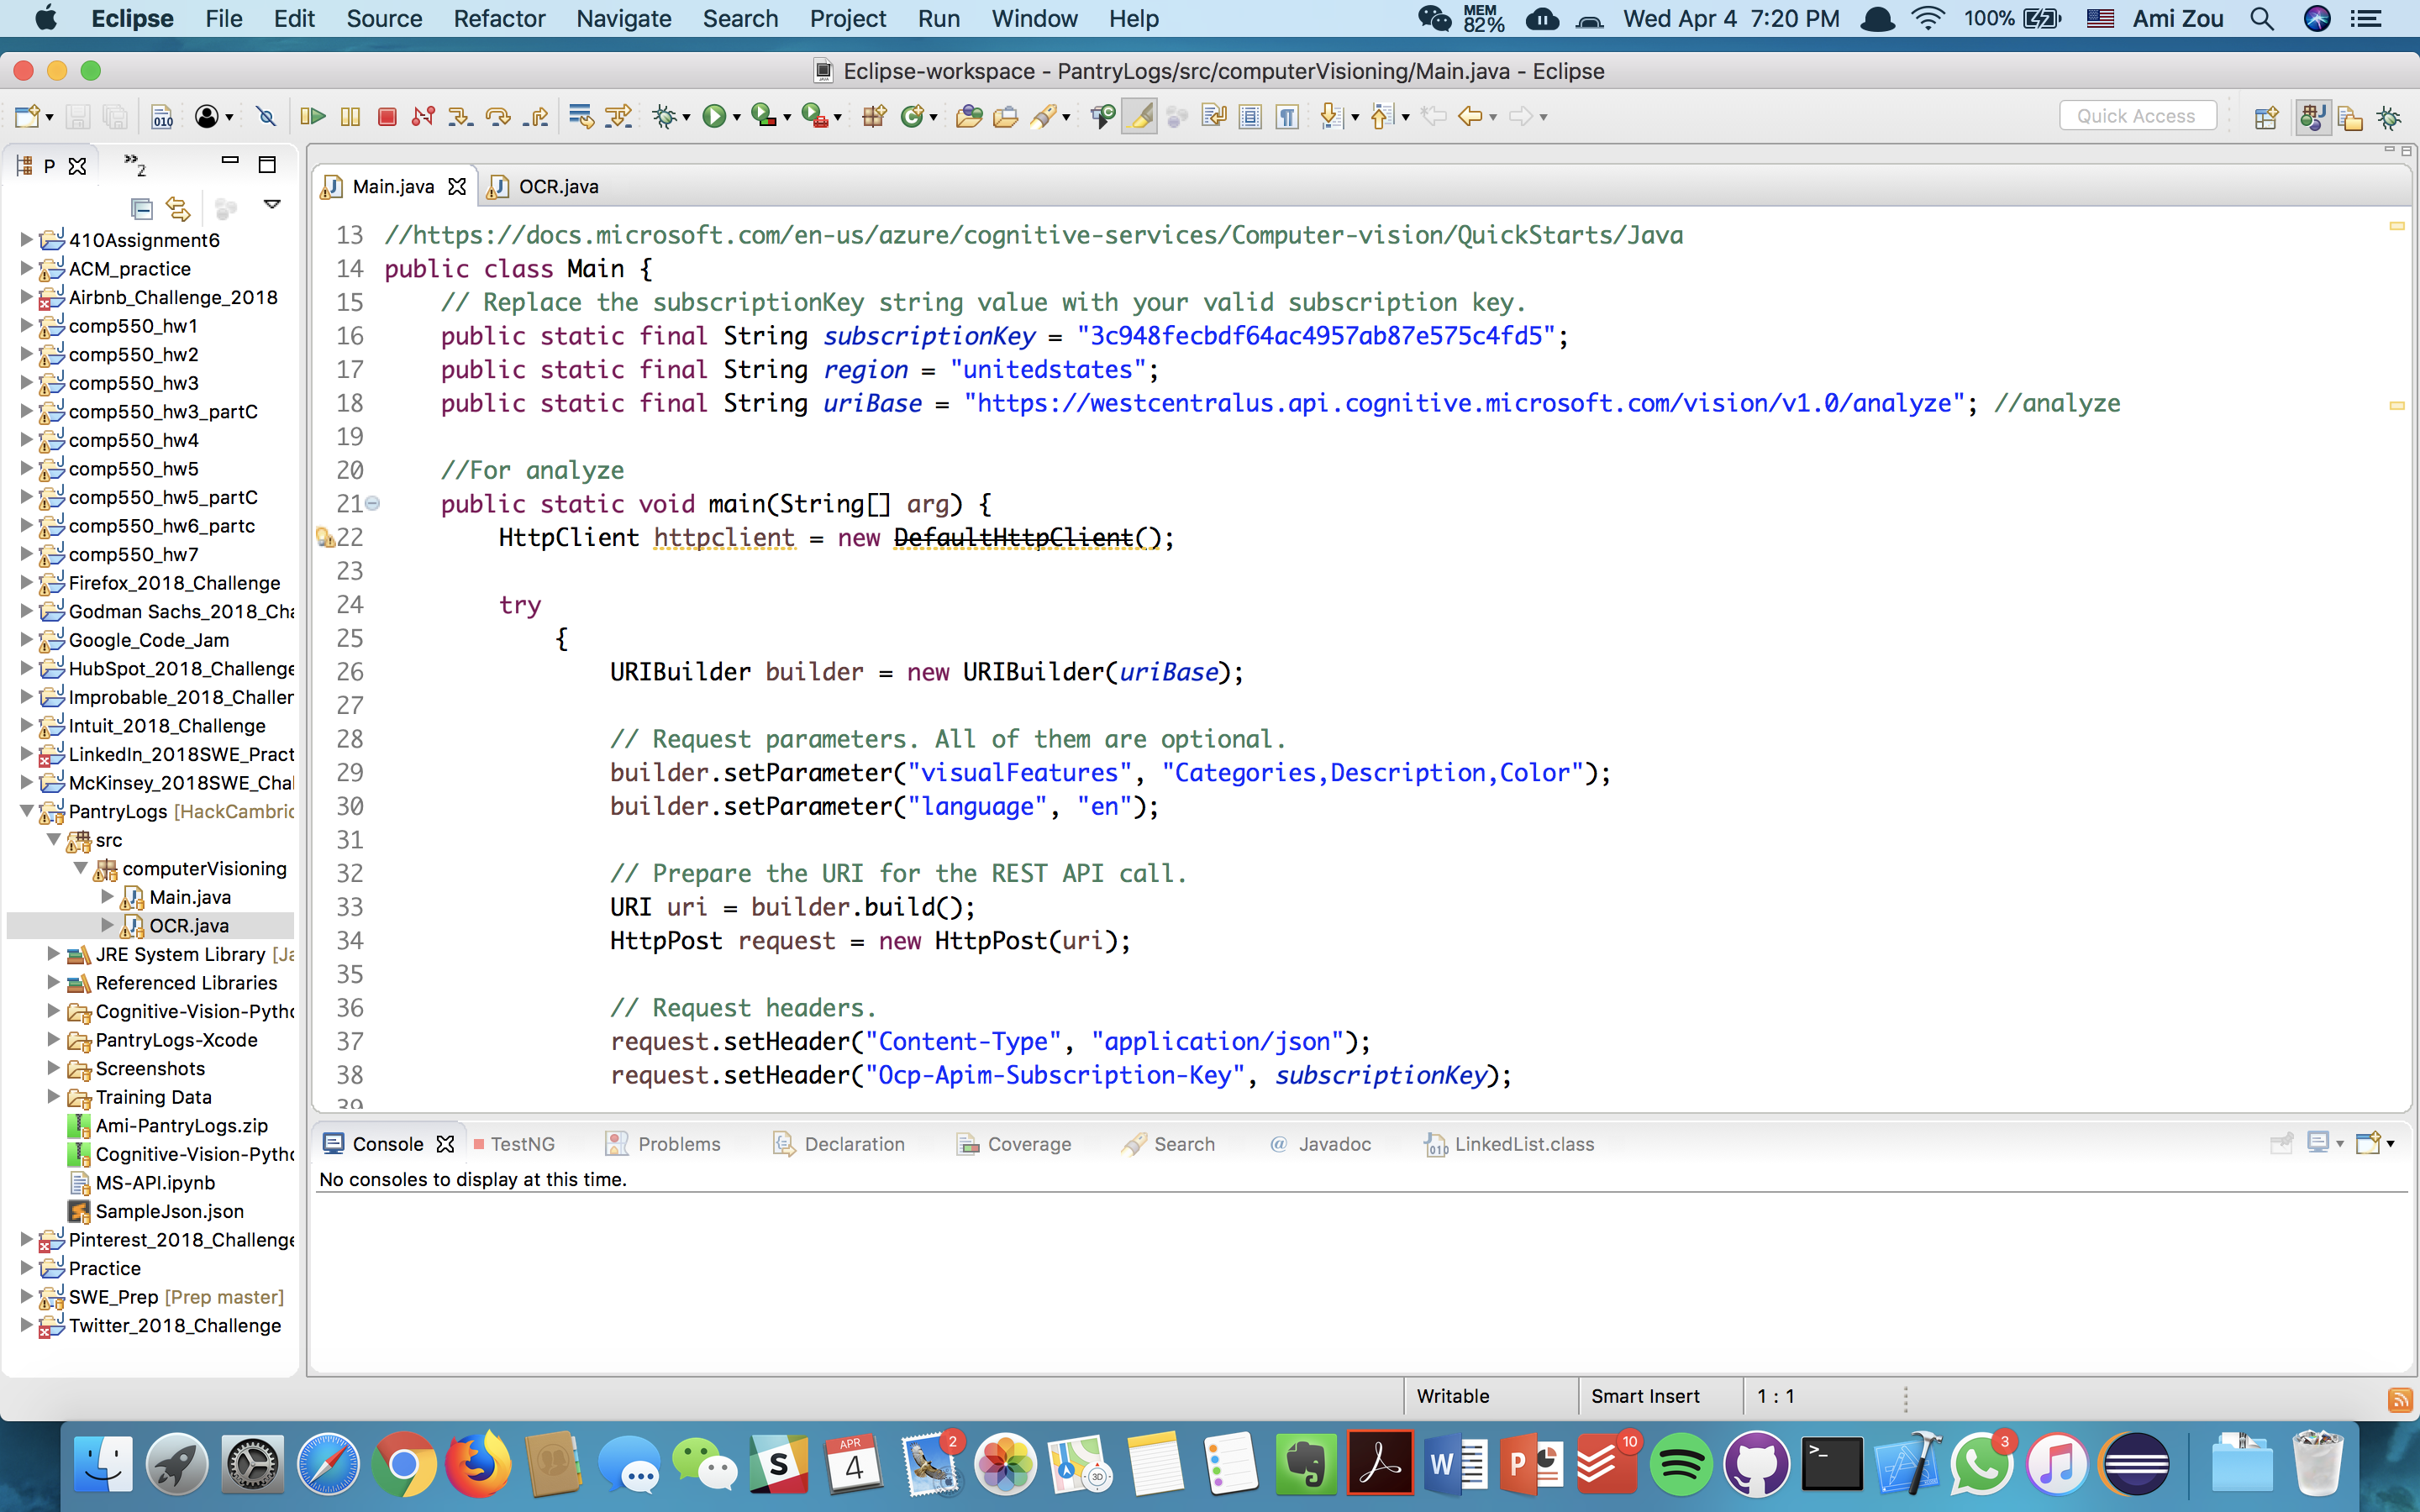 Eclipse File Edit Source Refactor Navigate Search Project Run Window Help MEM 82% Wed Apr 4 7:20 PM 100% Ami Zou
Eclipse-workspace - PantryLogs/src/computerVisioning/Main.java - Eclipse
Quick Access
P 2
Main.java OCR.java
410Assignment6
ACM_practice
Airbnb_Challenge_2018
comp550_hw1
comp550_hw2
comp550_hw3
comp550_hw3_partC
comp550_hw4
comp550_hw5
comp550_hw5_partC
comp550_hw6_partc
comp550_hw7
Firefox_2018_Challenge
Godman Sachs_2018_Cha
Google_Code_Jam
HubSpot_2018_Challenge
Improbable_2018_Challer
Intuit_2018_Challenge
LinkedIn_2018SWE_Pract
McKinsey_2018SWE_Chal
PantryLogs [HackCambric
src
computerVisioning
Main.java
OCR.java
JRE System Library [Ja
Referenced Libraries
Cognitive-Vision-Pytho
PantryLogs-Xcode
Screenshots
Training Data
Ami-PantryLogs.zip
Cognitive-Vision-Pytho
MS-API.ipynb
SampleJson.json
Pinterest_2018_Challenge
Practice
SWE_Prep [Prep master]
Twitter_2018_Challenge
13 //https://docs.microsoft.com/en-us/azure/cognitive-services/Computer-vision/QuickStarts/Java
14 public class Main {
15 // Replace the subscriptionKey string value with your valid subscription key.
16 public static final String subscriptionKey = "3c948fecbdf64ac4957ab87e575c4fd5";
17 public static final String region = "unitedstates";
18 public static final String uriBase = "https://westcentralus.api.cognitive.microsoft.com/vision/v1.0/analyze"; //analyze
19
20 //For analyze
21 public static void main(String[] arg) {
22 HttpClient httpclient = new DefaultHttpClient();
23
24 try
25 {
26 URIBuilder builder = new URIBuilder(uriBase);
27
28 // Request parameters. All of them are optional.
29 builder.setParameter("visualFeatures", "Categories,Description,Color");
30 builder.setParameter("language", "en");
31
32 // Prepare the URI for the REST API call.
33 URI uri = builder.build();
34 HttpPost request = new HttpPost(uri);
35
36 // Request headers.
37 request.setHeader("Content-Type", "application/json");
38 request.setHeader("Ocp-Apim-Subscription-Key", subscriptionKey);
39
Console TestNG Problems Declaration Coverage Search Javadoc LinkedList.class
No consoles to display at this time.
Writable Smart Insert 1 : 1
APR 4 2 3D 10 3